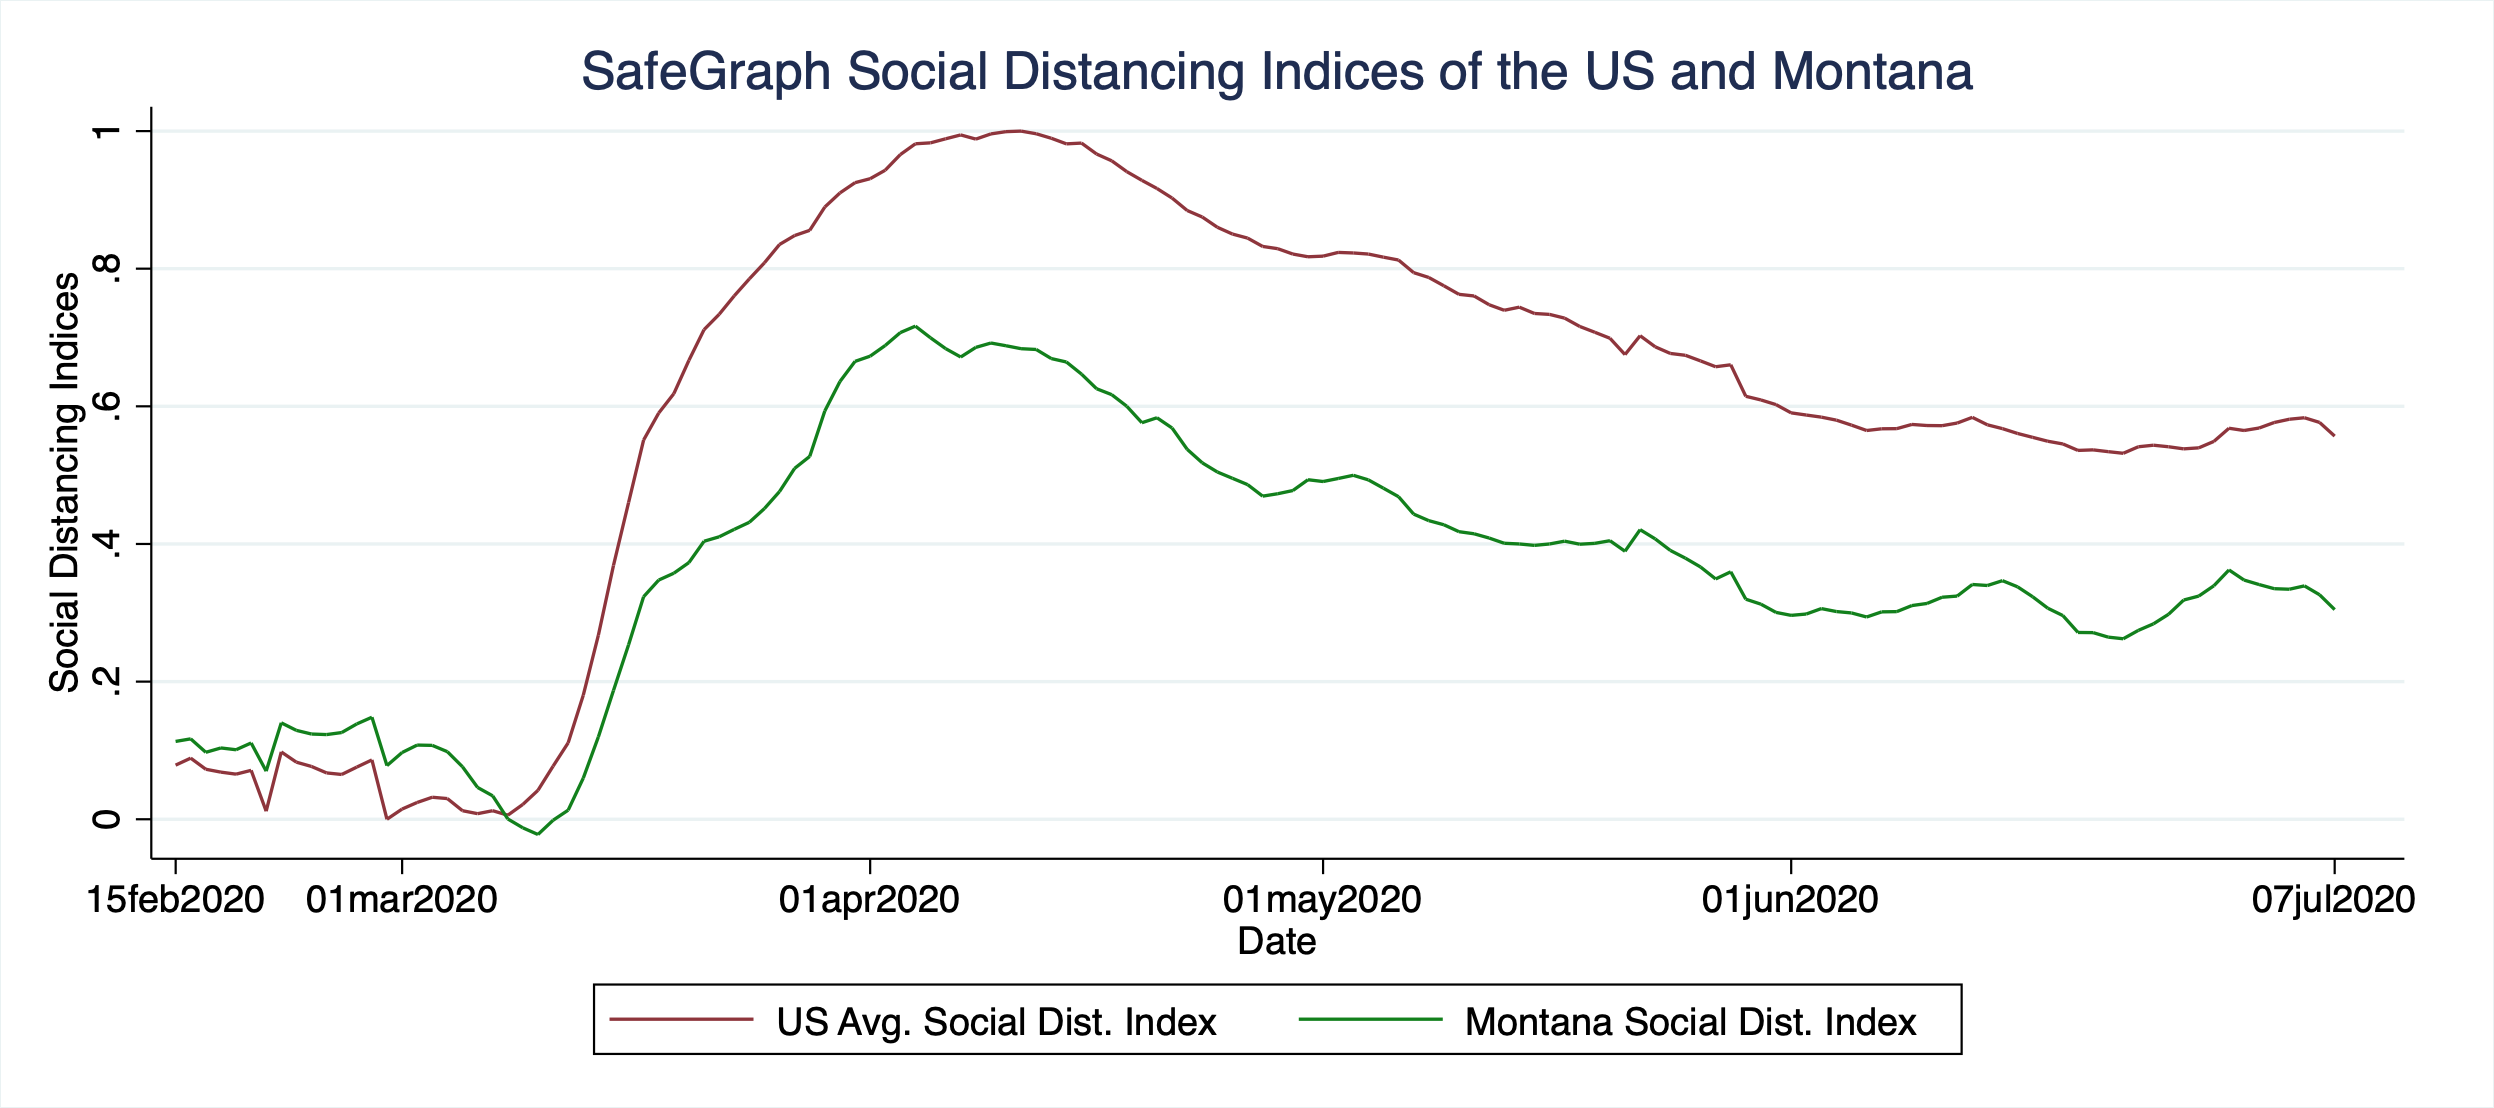 SafeGraph Social Distancing Indices of the US and Montana
Social Distancing Indices
1
.8
.6
.4
.2
0
15feb2020 01mar2020 01apr2020 01may2020 01jun2020 07jul2020
Date
US Avg. Social Dist. Index Montana Social Dist. Index